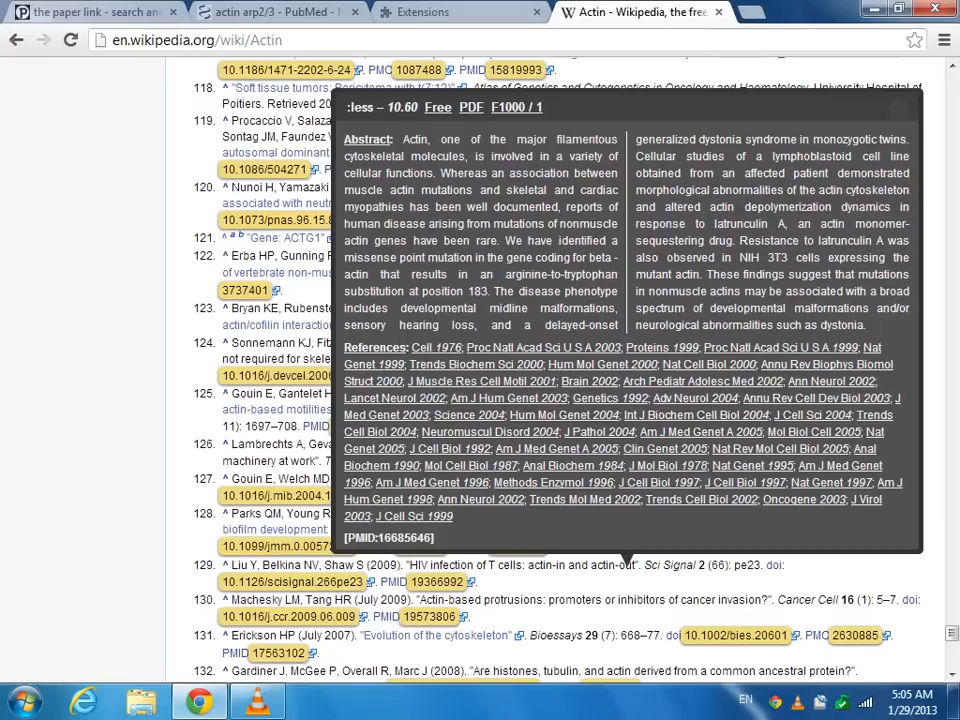 the paper link - search an
actin arp2/3 - PubMed - N
Extensions
Actin - Wikipedia, the free
en.wikipedia.org/wiki/Actin
10.1186/1471-2202-6-24 PMC 1087488 PMID 15819993
118. ^ "Soft tissue tumors: Pericytoma with t(7;12)". Atlas of Genetics and Cytogenetics in Oncology and Haematology. University Hospital
Poitiers. Retrieved 20
119. ^ Procaccio V, Salaza
Sontag JM, Faundez V
autosomal dominant
10.1086/504271
120. ^ Nunoi H, Yamazaki
associated with neut
10.1073/pnas.96.15.8
121. ^ a b "Gene: ACTG1"
122. ^ Erba HP, Gunning F
of vertebrate non-mus
3737401
123. ^ Bryan KE, Rubenste
actin/cofilin interactio
124. ^ Sonnemann KJ, Fitz
not required for skele
10.1016/j.devcel.2006
125. ^ Gouin E, Gantelet H
actin-based motilities
11): 1697–708. PMID
126. ^ Lambrechts A, Geva
machinery at work". T
127. ^ Gouin E, Welch MD,
10.1016/j.mib.2004.1
128. ^ Parks QM, Young R
biofilm development:
10.1099/jmm.0.00572
:less – 10.60 Free PDF F1000 / 1
Abstract: Actin, one of the major filamentous
cytoskeletal molecules, is involved in a variety of
cellular functions. Whereas an association between
muscle actin mutations and skeletal and cardiac
myopathies has been well documented, reports of
human disease arising from mutations of nonmuscle
actin genes have been rare. We have identified a
missense point mutation in the gene coding for beta -
actin that results in an arginine-to-tryptophan
substitution at position 183. The disease phenotype
includes developmental midline malformations,
sensory hearing loss, and a delayed-onset
generalized dystonia syndrome in monozygotic twins.
Cellular studies of a lymphoblastoid cell line
obtained from an affected patient demonstrated
morphological abnormalities of the actin cytoskeleton
and altered actin depolymerization dynamics in
response to latrunculin A, an actin monomer-
sequestering drug. Resistance to latrunculin A was
also observed in NIH 3T3 cells expressing the
mutant actin. These findings suggest that mutations
in nonmuscle actins may be associated with a broad
spectrum of developmental malformations and/or
neurological abnormalities such as dystonia.
References: Cell 1976; Proc Natl Acad Sci U S A 2003; Proteins 1999; Proc Natl Acad Sci U S A 1999; Nat
Genet 1999; Trends Biochem Sci 2000; Hum Mol Genet 2000; Nat Cell Biol 2000; Annu Rev Biophys Biomol
Struct 2000; J Muscle Res Cell Motil 2001; Brain 2002; Arch Pediatr Adolesc Med 2002; Ann Neurol 2002;
Lancet Neurol 2002; Am J Hum Genet 2003; Genetics 1992; Adv Neurol 2004; Annu Rev Cell Dev Biol 2003; J
Med Genet 2003; Science 2004; Hum Mol Genet 2004; Int J Biochem Cell Biol 2004; J Cell Sci 2004; Trends
Cell Biol 2004; Neuromuscul Disord 2004; J Pathol 2004; Am J Med Genet A 2005; Mol Biol Cell 2005; Nat
Genet 2005; J Cell Biol 1992; Am J Med Genet A 2005; Clin Genet 2005; Nat Rev Mol Cell Biol 2005; Anal
Biochem 1990; Mol Cell Biol 1987; Anal Biochem 1984; J Mol Biol 1978; Nat Genet 1995; Am J Med Genet
1996; Am J Med Genet 1996; Methods Enzymol 1996; J Cell Biol 1997; J Cell Biol 1997; Nat Genet 1997; Am J
Hum Genet 1998; Ann Neurol 2002; Trends Mol Med 2002; Trends Cell Biol 2002; Oncogene 2003; J Virol
2003; J Cell Sci 1999
[PMID:16685646]
129. ^ Liu Y, Belkina NV, Shaw S (2009). "HIV infection of T cells: actin-in and actin-out". Sci Signal 2 (66): pe23. doi:
10.1126/scisignal.266pe23 PMID 19366992
130. ^ Machesky LM, Tang HR (July 2009). "Actin-based protrusions: promoters or inhibitors of cancer invasion?". Cancer Cell 16 (1): 5–7. doi:
10.1016/j.ccr.2009.06.009 PMID 19573806
131. ^ Erickson HP (July 2007). "Evolution of the cytoskeleton" Bioessays 29 (7): 668–77. doi 10.1002/bies.20601 PMC 2630885
PMID 17563102
132. ^ Gardiner J, McGee P, Overall R, Marc J (2008). "Are histones, tubulin, and actin derived from a common ancestral protein?".
EN
5:05 AM
1/29/2013